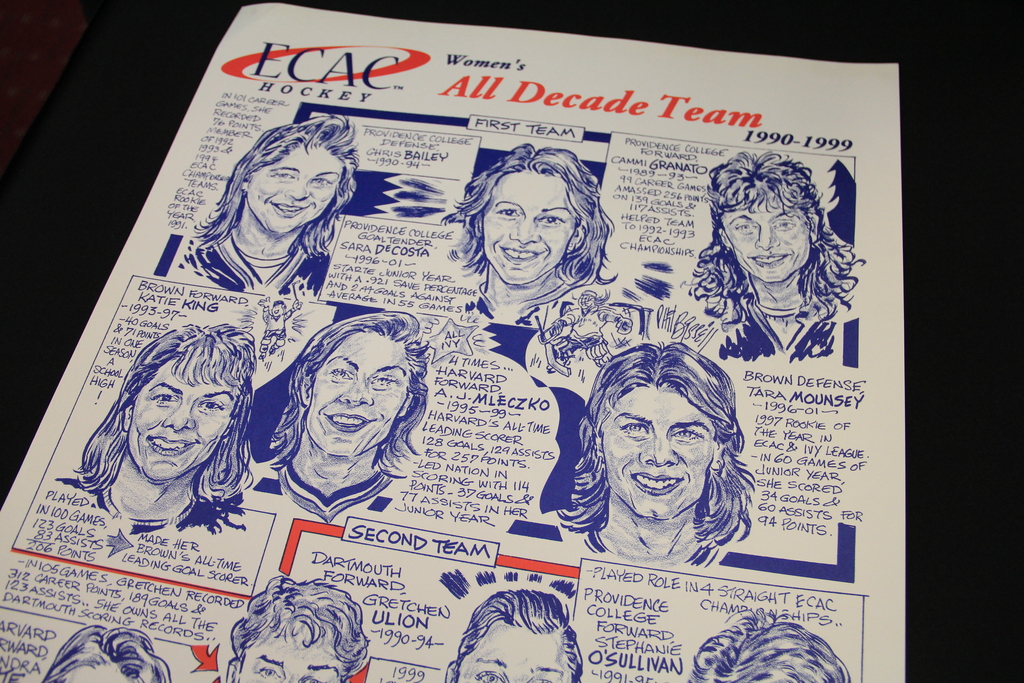 ECAC
HOCKEY™
Women's
All Decade Team
1990-1999
FIRST TEAM
IN 101 CAREER
GAMES, SHE
RECORDED
76 POINTS.
MEMBER
OF 1992
1993 &
1994
ECAC
CHAMPIONSHIP
TEAMS.
ECAC
ROOKIE
OF THE
YEAR
1991.
PROVIDENCE COLLEGE
DEFENSE,
CHRIS BAILEY
-1990-94-
PROVIDENCE COLLEGE
GOALTENDER,
SARA DECOSTA
-1996-01-
STARTE JUNIOR YEAR
WITH A .921 SAVE PERCENTAGE
AND 2.44 GOALS AGAINST
AVERAGE IN 55 GAMES
PROVIDENCE COLLEGE
FORWARD,
CAMMI GRANATO
-1989-93-
99 CAREER GAMES
AMASSED 256 POINTS
ON 139 GOALS &
117 ASSISTS.
HELPED TEAM
TO 1992-1993
ECAC
CHAMPIONSHIPS.
BROWN FORWARD,
KATIE KING
-1993-97-
-40 GOALS
& 71 POINTS
IN ONE
SEASON,
A
SCHOOL
HIGH!
PLAYED
IN 100 GAMES,
123 GOALS
83 ASSISTS
206 POINTS
MADE HER
BROWN'S ALL-TIME
LEADING GOAL SCORER.
NY
4 TIMES...
HARVARD
FORWARD,
A. J. MLECZKO
-1995-99-
HARVARD'S ALL-TIME
LEADING SCORER
128 GOALS, 129 ASSISTS
FOR 257 POINTS.
-LED NATION IN
SCORING WITH 114
POINTS - 37 GOALS &
77 ASSISTS IN HER
JUNIOR YEAR
BROWN DEFENSE,
TARA MOUNSEY
-1996-01-
1997 ROOKIE OF
THE YEAR IN
ECAC & IVY LEAGUE.
-IN 60 GAMES OF
JUNIOR YEAR,
SHE SCORED
34 GOALS &
60 ASSISTS FOR
94 POINTS.
SECOND TEAM
-IN 105 GAMES, GRETCHEN RECORDED
312 CAREER POINTS, 189 GOALS &
123 ASSISTS... SHE OWNS ALL THE
DARTMOUTH SCORING RECORDS..
DARTMOUTH
FORWARD,
GRETCHEN
ULION
-1990-94-
1999
-PLAYED ROLE IN 4 STRAIGHT ECAC
CHAMPIONSHIPS..
PROVIDENCE
COLLEGE
FORWARD,
STEPHANIE
O'SULLIVAN
-1991-95-